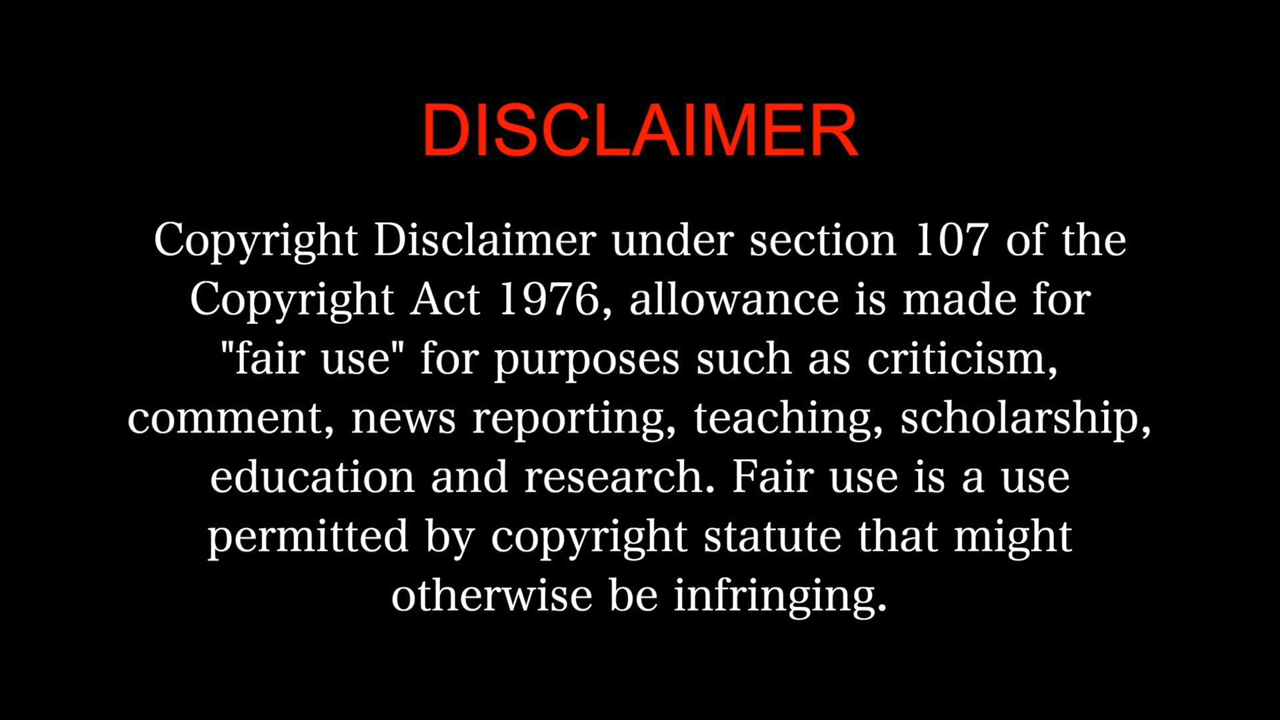 DISCLAIMER
Copyright Disclaimer under section 107 of the
Copyright Act 1976, allowance is made for
"fair use" for purposes such as criticism,
comment, news reporting, teaching, scholarship,
education and research. Fair use is a use
permitted by copyright statute that might
otherwise be infringing.